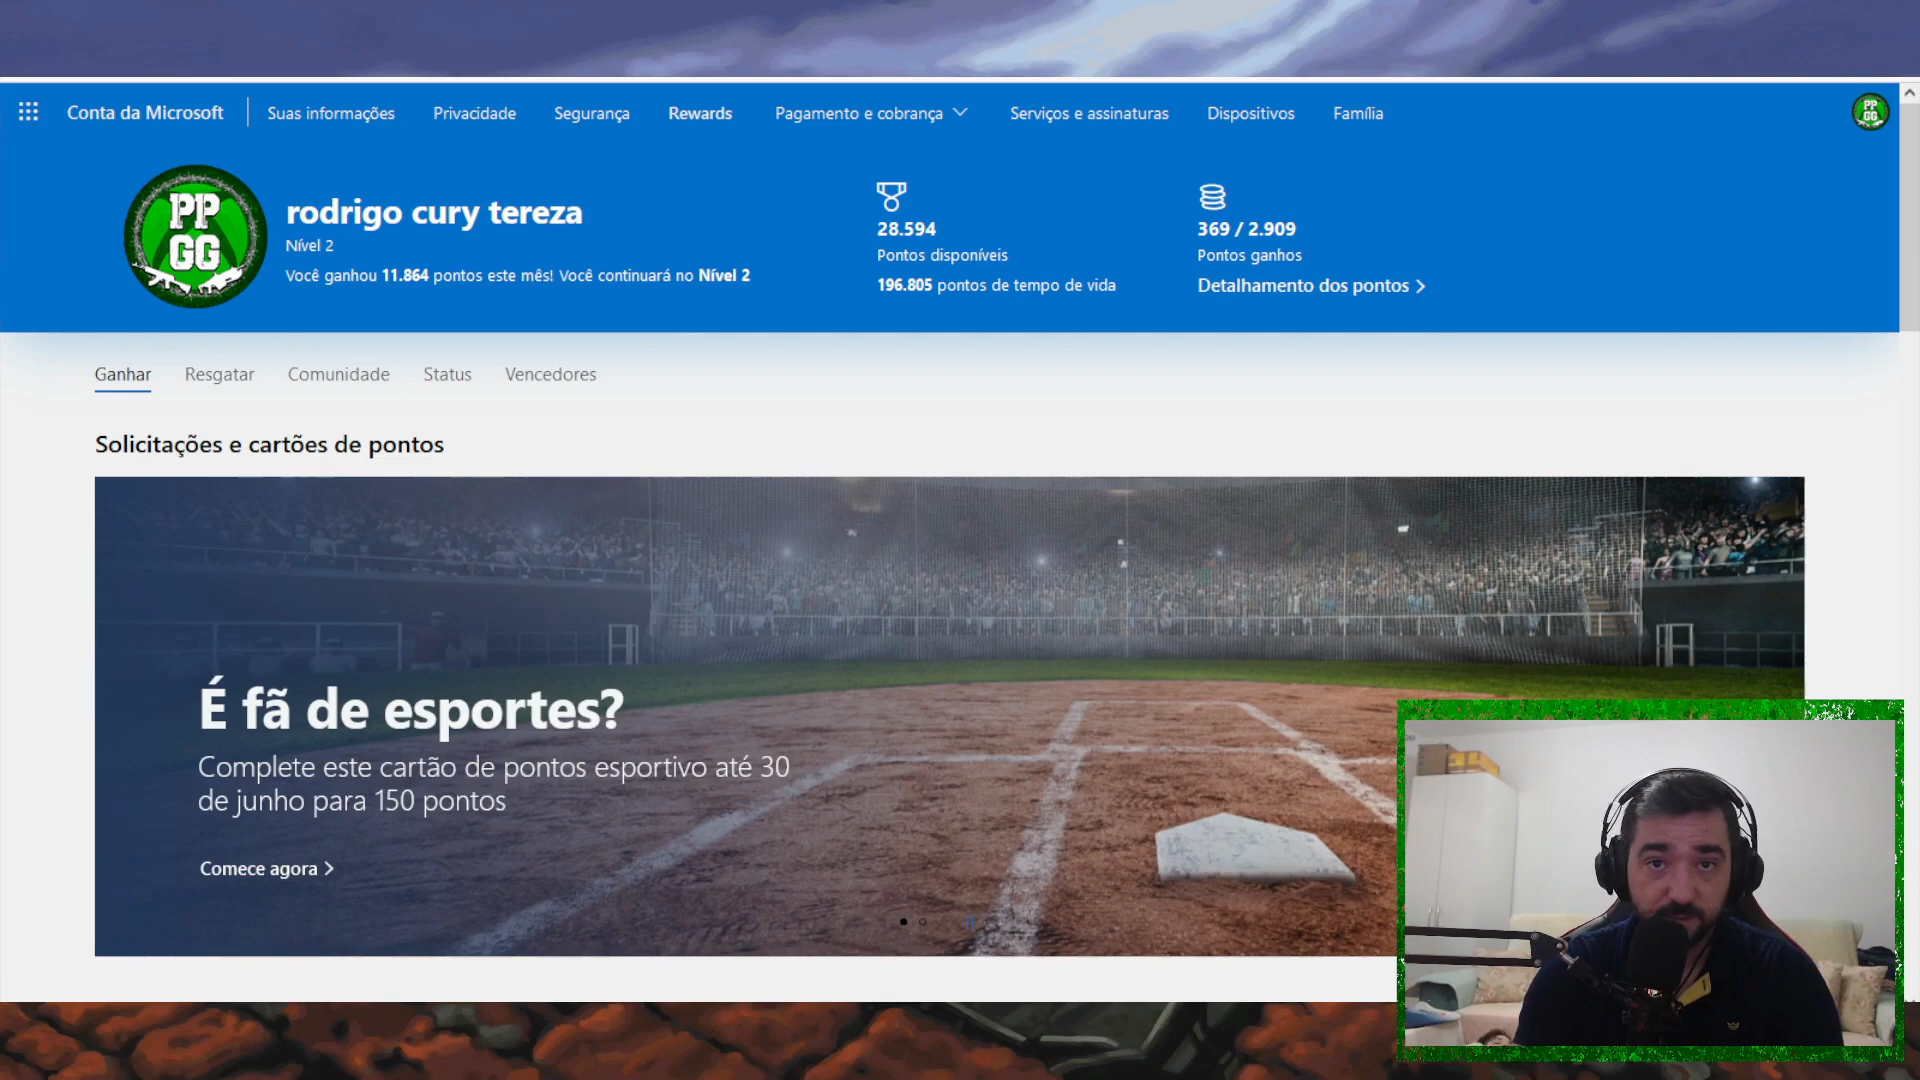 Conta da Microsoft
Suas informações
Privacidade
Segurança
Rewards
Pagamento e cobrança
Serviços e assinaturas
Dispositivos
Família
PP
GG
PP
GG
rodrigo cury tereza
Nível 2
Você ganhou 11.864 pontos este mês! Você continuará no Nível 2
28.594
Pontos disponíveis
196.805 pontos de tempo de vida
369 / 2.909
Pontos ganhos
Detalhamento dos pontos
Ganhar
Resgatar
Comunidade
Status
Vencedores
Solicitações e cartões de pontos
É fã de esportes?
Complete este cartão de pontos esportivo até 30
de junho para 150 pontos
Comece agora